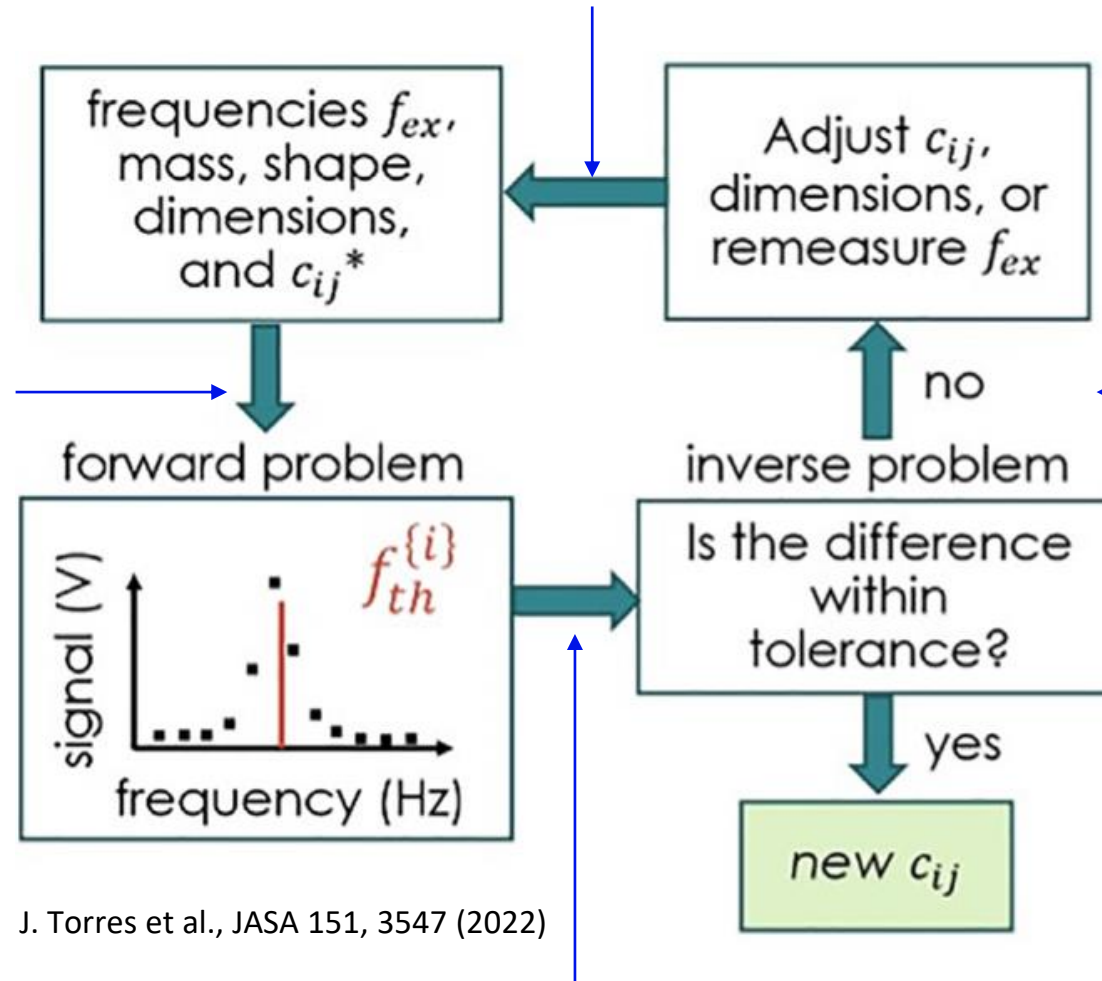 frequencies f_ex,
mass, shape,
dimensions,
and c_ij*
Adjust c_ij,
dimensions, or
remeasure f_ex
no
forward problem
inverse problem
f_th^{i}
signal (V)
frequency (Hz)
Is the difference
within
tolerance?
yes
new c_ij
J. Torres et al., JASA 151, 3547 (2022)